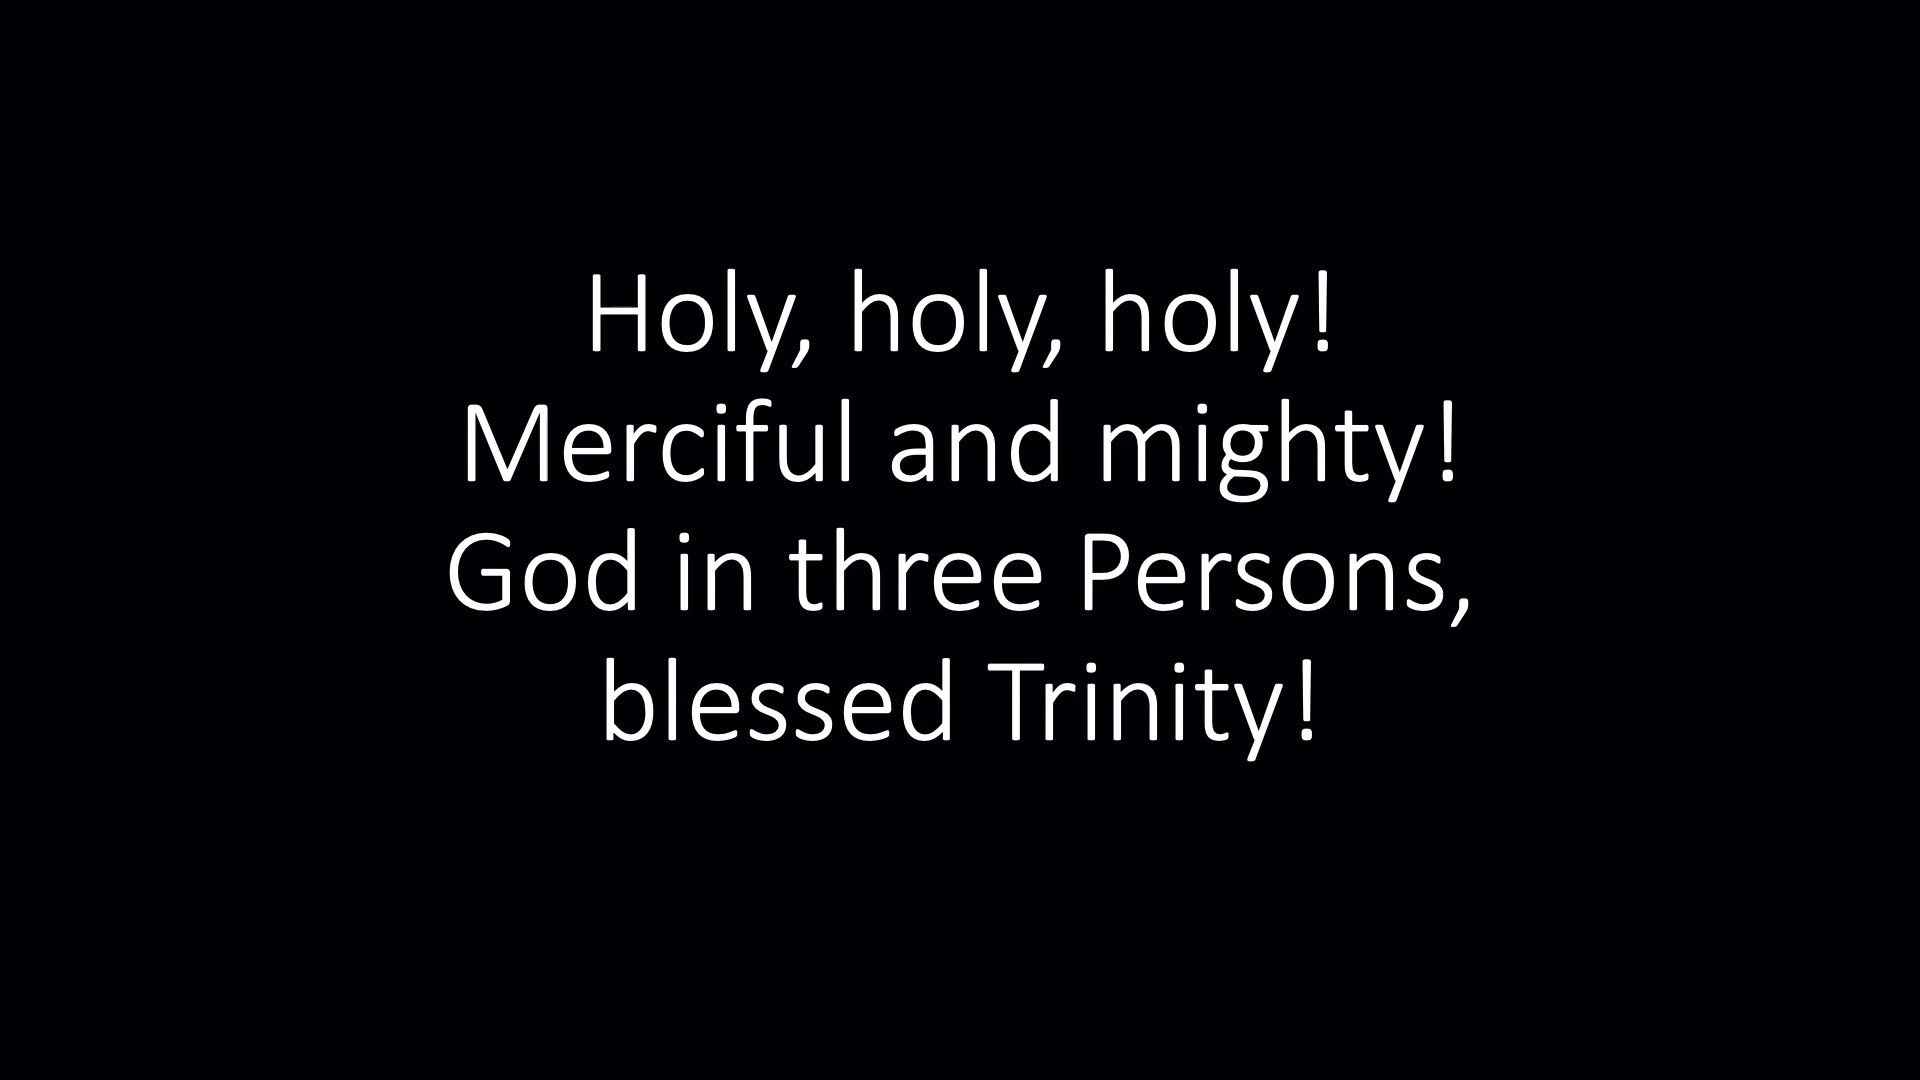 Holy, holy, holy!
Merciful and mighty!
God in three Persons,
blessed Trinity!